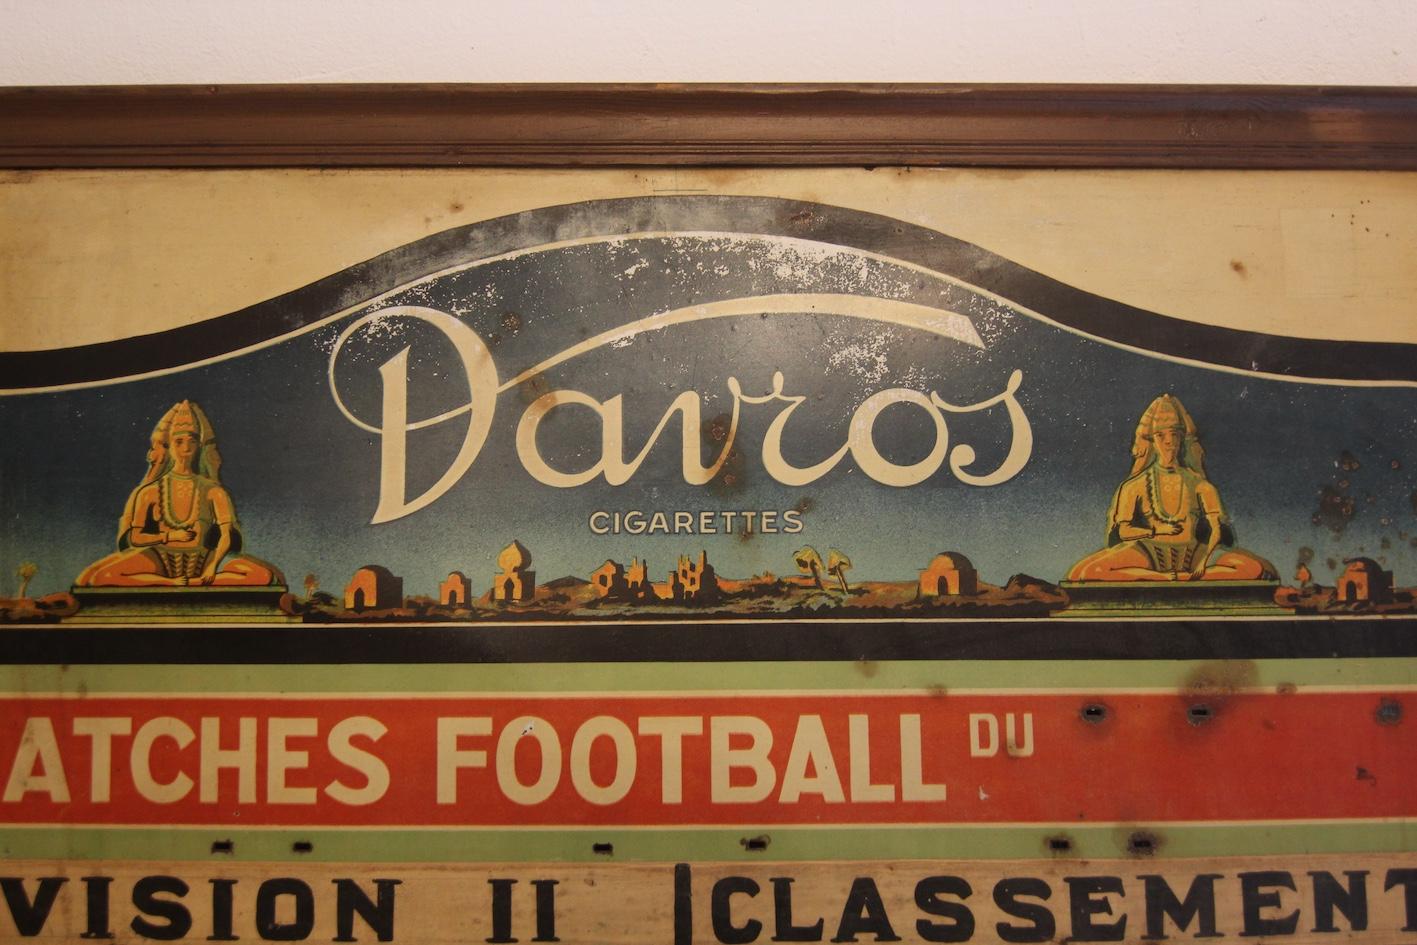 Davros
CIGARETTES
ATCHES FOOTBALL DU
VISION II | CLASSEMENT